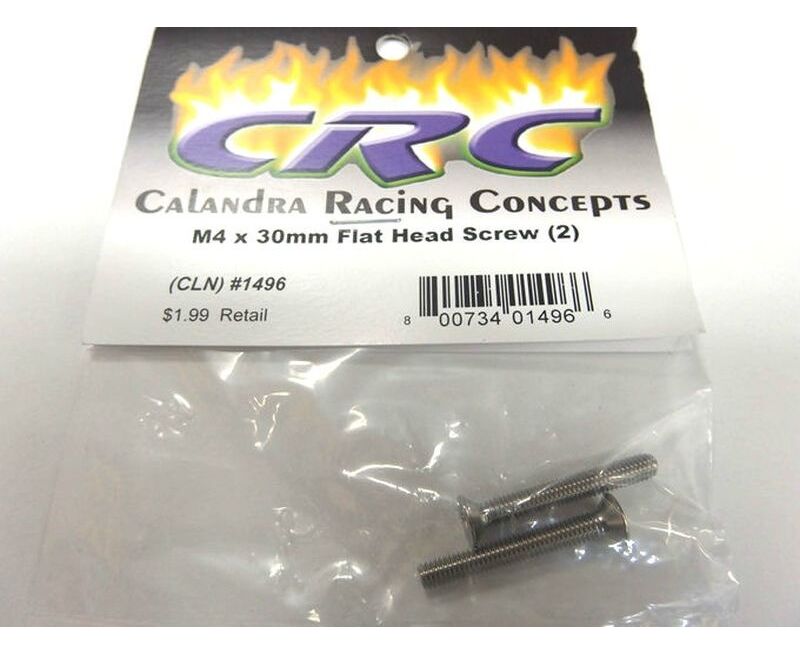 CRC
Calandra Racing Concepts
M4 x 30mm Flat Head Screw (2)
(CLN) #1496
$1.99 Retail
8 00734 01496 6